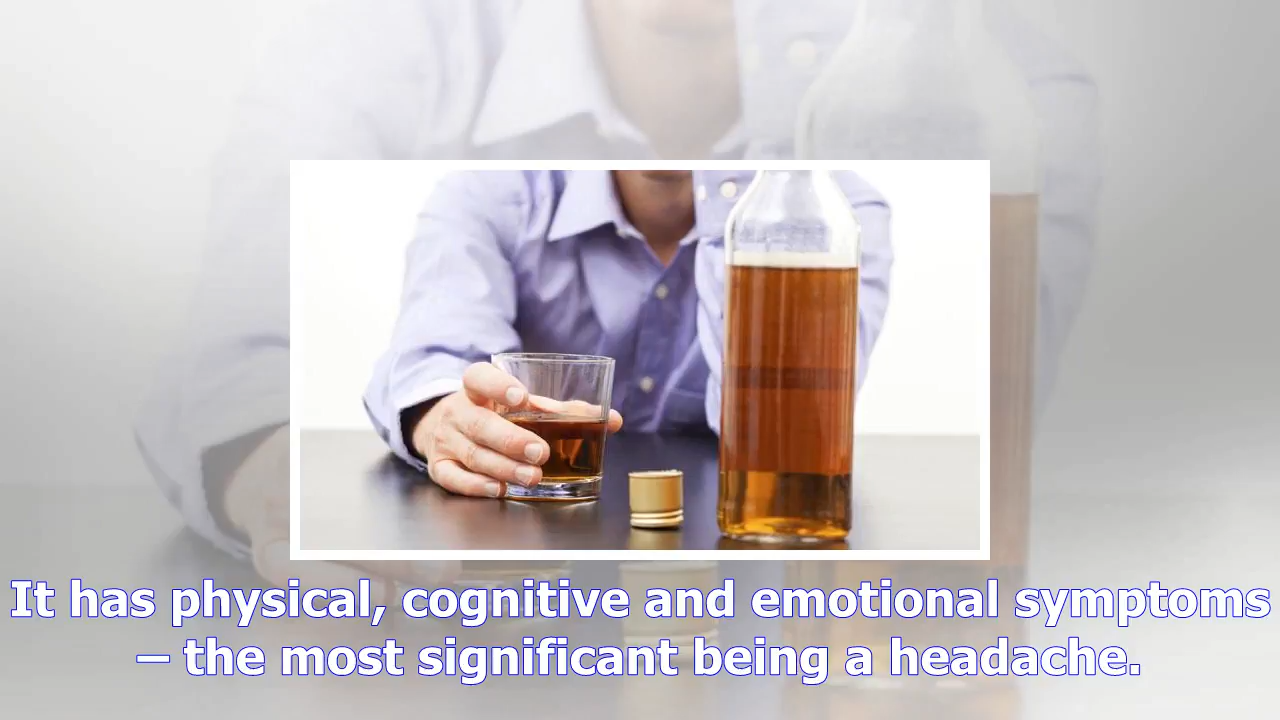 It has physical, cognitive and emotional symptoms
– the most significant being a headache.